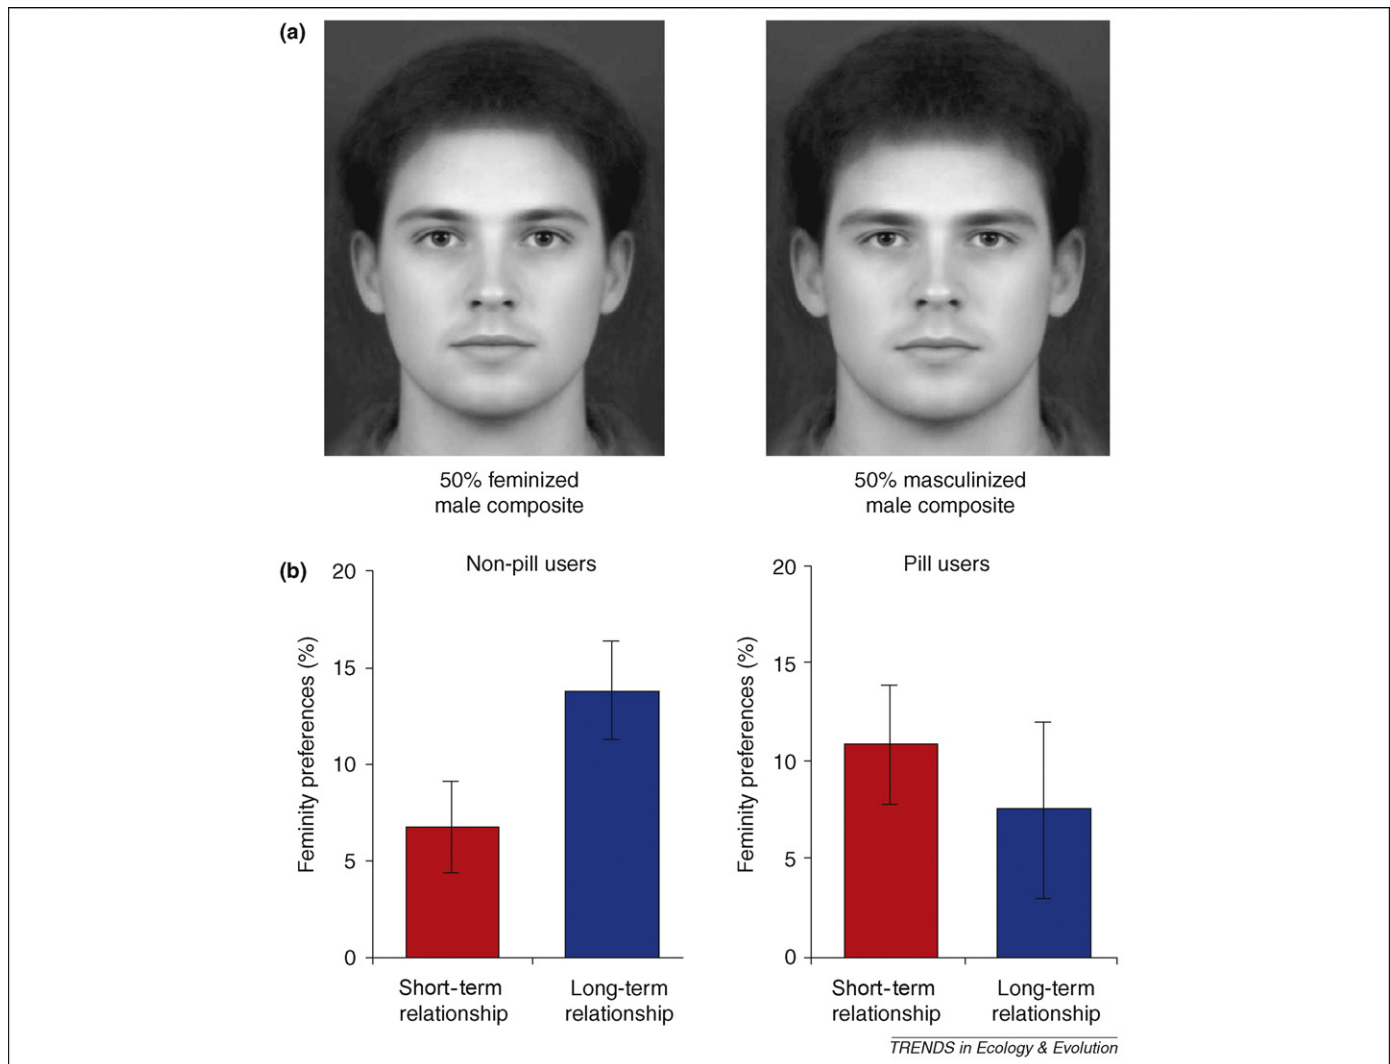 (a)
50% feminized
male composite
50% masculinized
male composite
(b)
Non-pill users
Feminity preferences (%)
20
15
10
5
0
Short-term
relationship
Long-term
relationship
Pill users
Feminity preferences (%)
20
15
10
5
0
Short-term
relationship
Long-term
relationship
TRENDS in Ecology & Evolution